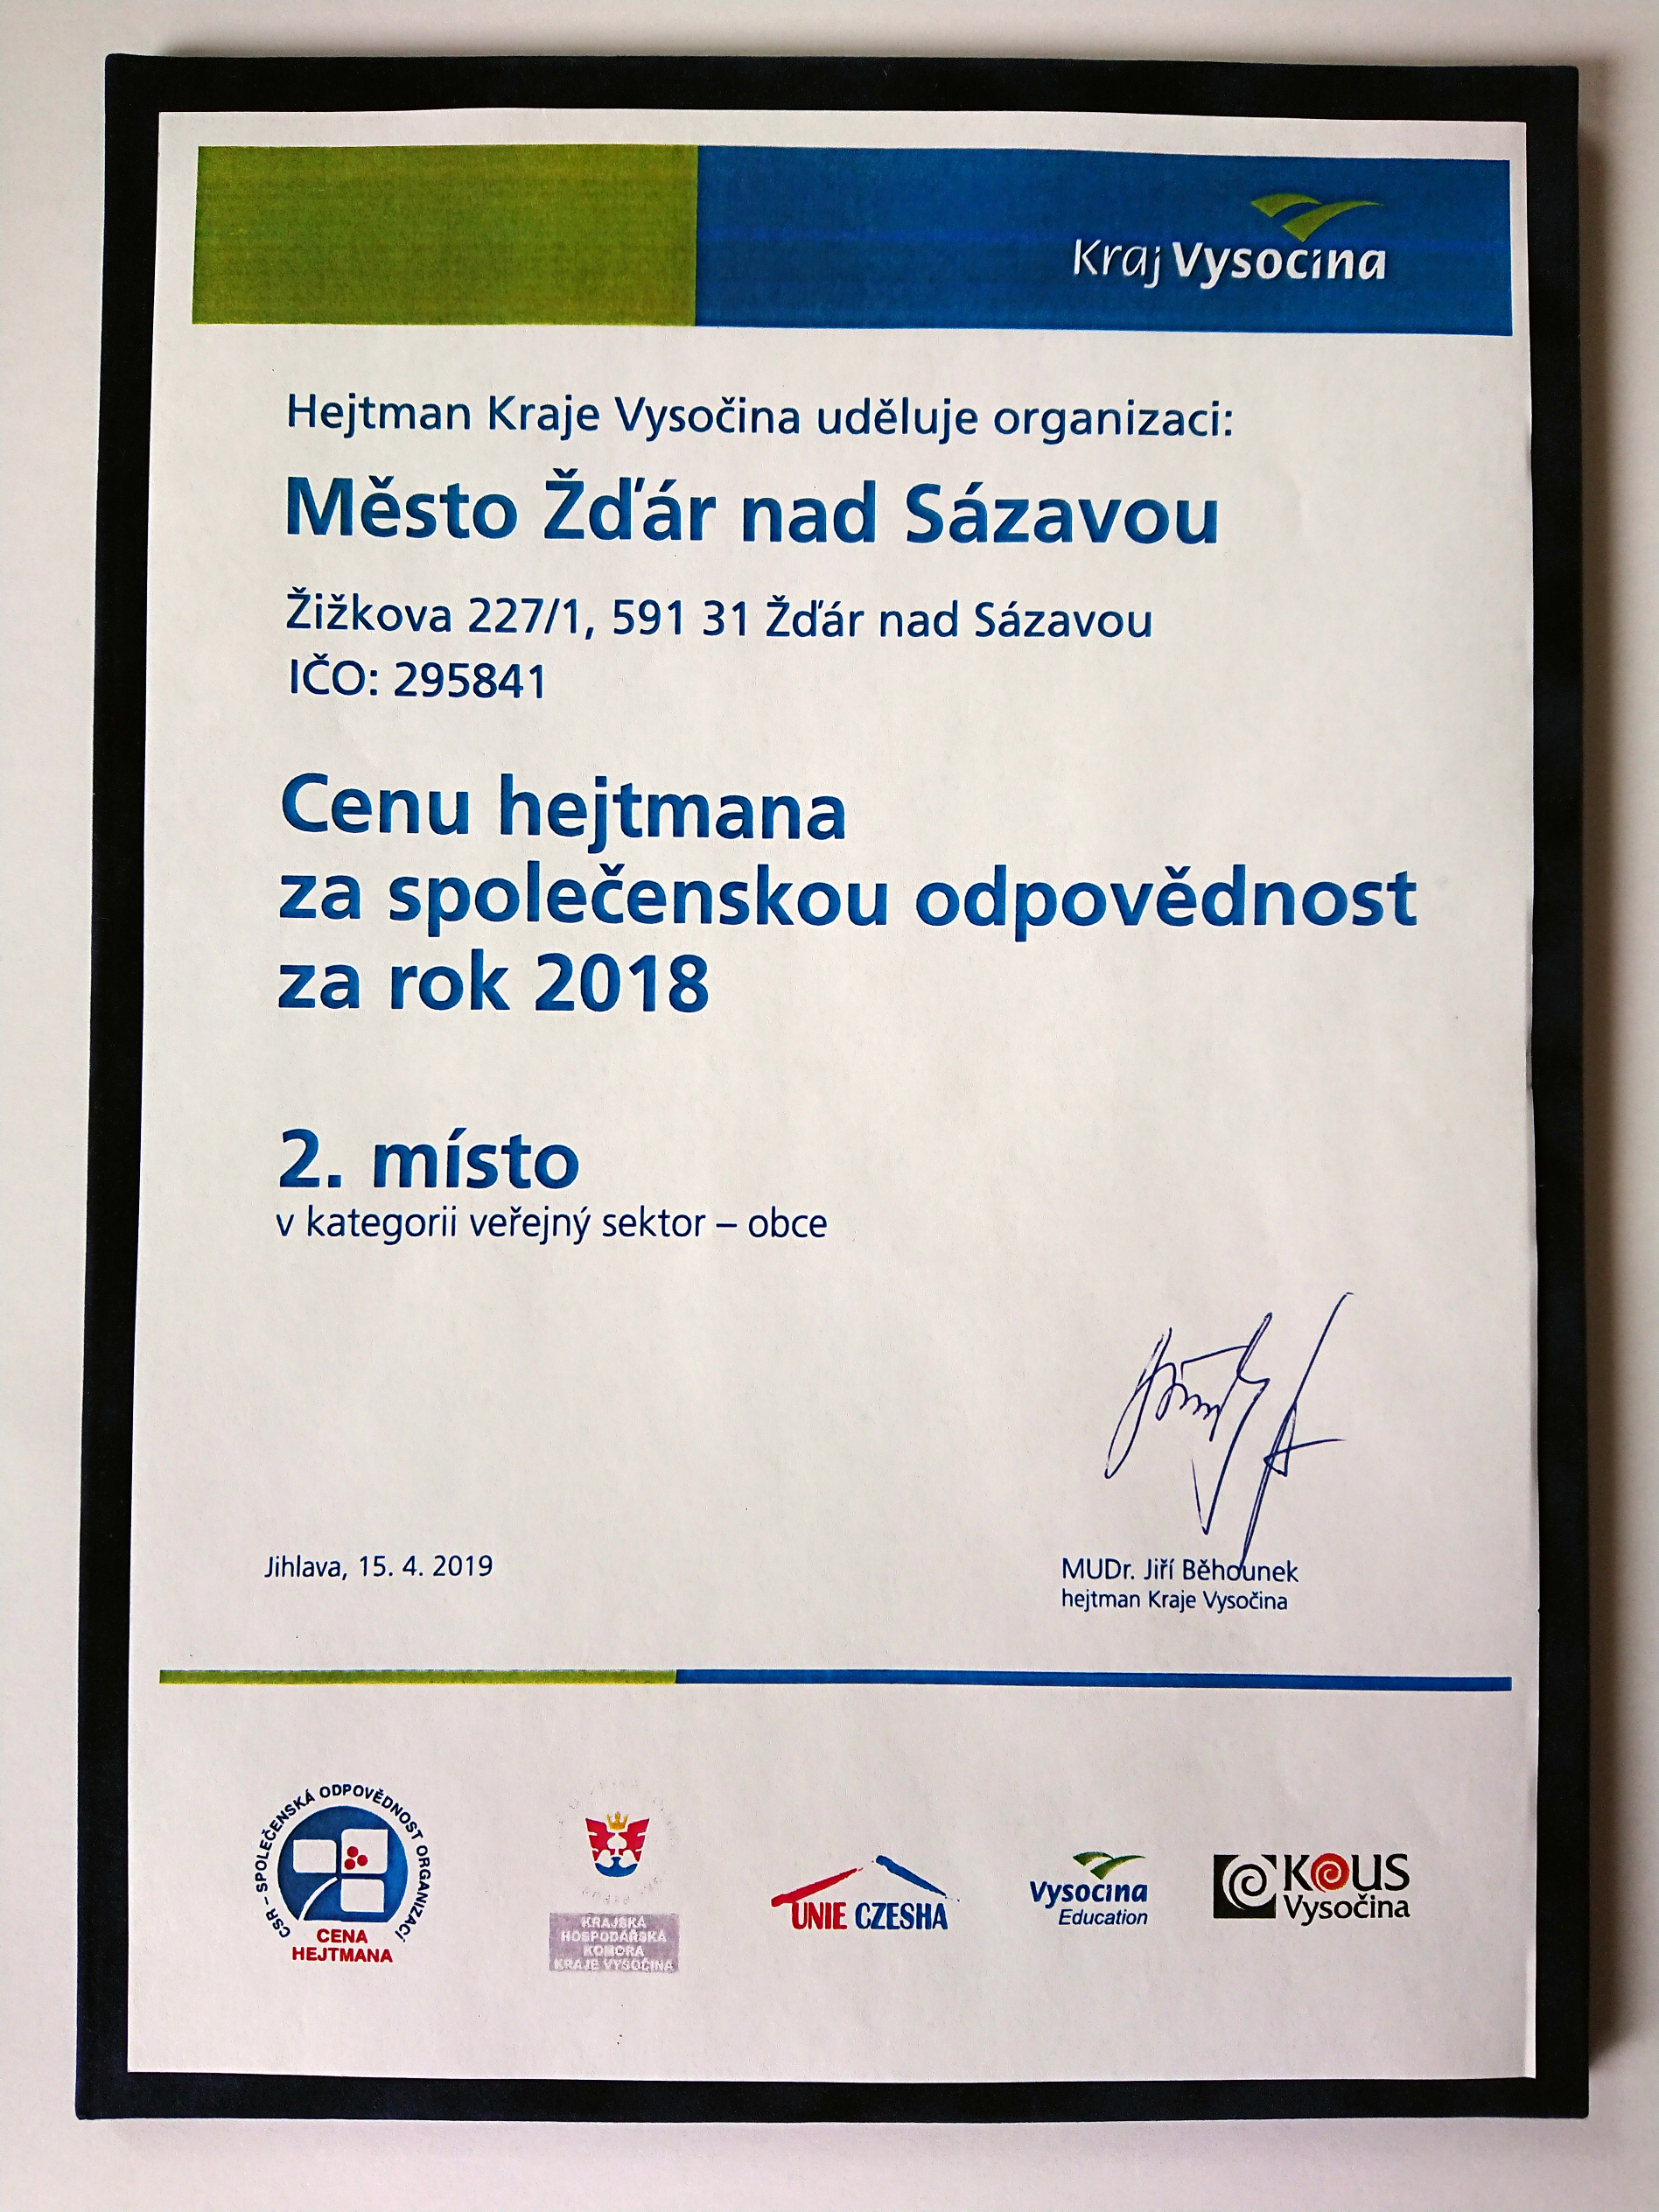 Kraj Vysočina
Hejtman Kraje Vysočina uděluje organizaci:
Město Žďár nad Sázavou
Žižkova 227/1, 591 31 Žďár nad Sázavou
IČO: 295841
Cenu hejtmana
za společenskou odpovědnost
za rok 2018
2. místo
v kategorii veřejný sektor – obce
Jihlava, 15. 4. 2019
MUDr. Jiří Běhounek
hejtman Kraje Vysočina
CSR – SPOLEČENSKÁ ODPOVĚDNOST ORGANIZACÍ
CENA
HEJTMANA
KRAJSKÁ
HOSPODÁŘSKÁ
KOMORA
KRAJE VYSOČINA
UNIE CZESHA
Vysočina
Education
KOUS
Vysočina